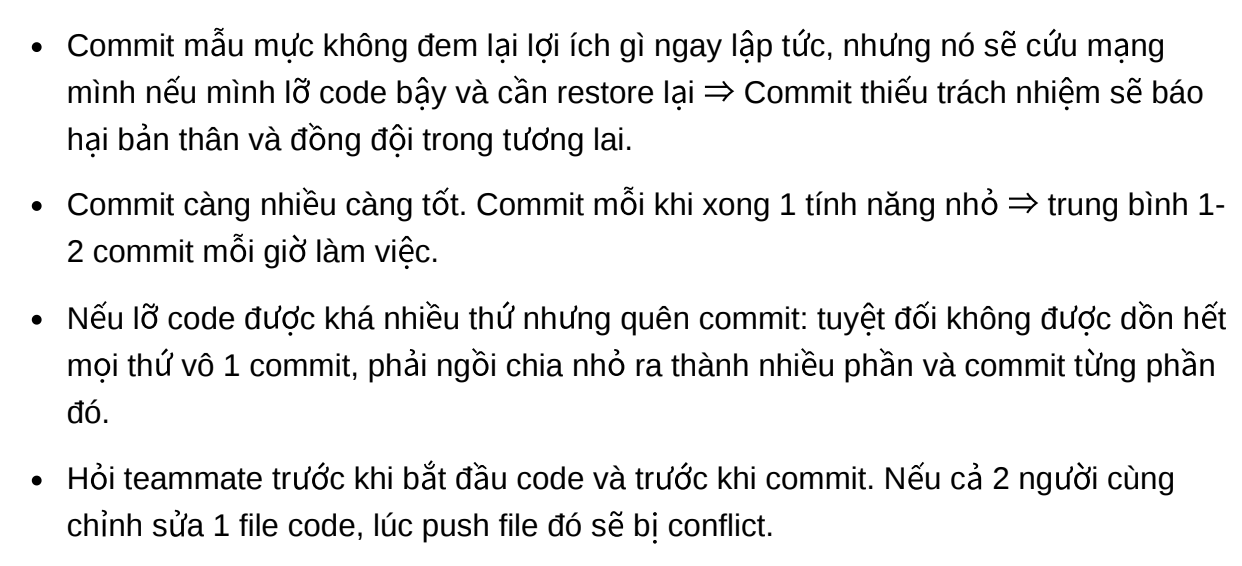 • Commit mẫu mực không đem lại lợi ích gì ngay lập tức, nhưng nó sẽ cứu mạng
mình nếu mình lỡ code bậy và cần restore lại ⇒ Commit thiếu trách nhiệm sẽ báo
hại bản thân và đồng đội trong tương lai.
• Commit càng nhiều càng tốt. Commit mỗi khi xong 1 tính năng nhỏ ⇒ trung bình 1-
2 commit mỗi giờ làm việc.
• Nếu lỡ code được khá nhiều thứ nhưng quên commit: tuyệt đối không được dồn hết
mọi thứ vô 1 commit, phải ngồi chia nhỏ ra thành nhiều phần và commit từng phần
đó.
• Hỏi teammate trước khi bắt đầu code và trước khi commit. Nếu cả 2 người cùng
chỉnh sửa 1 file code, lúc push file đó sẽ bị conflict.